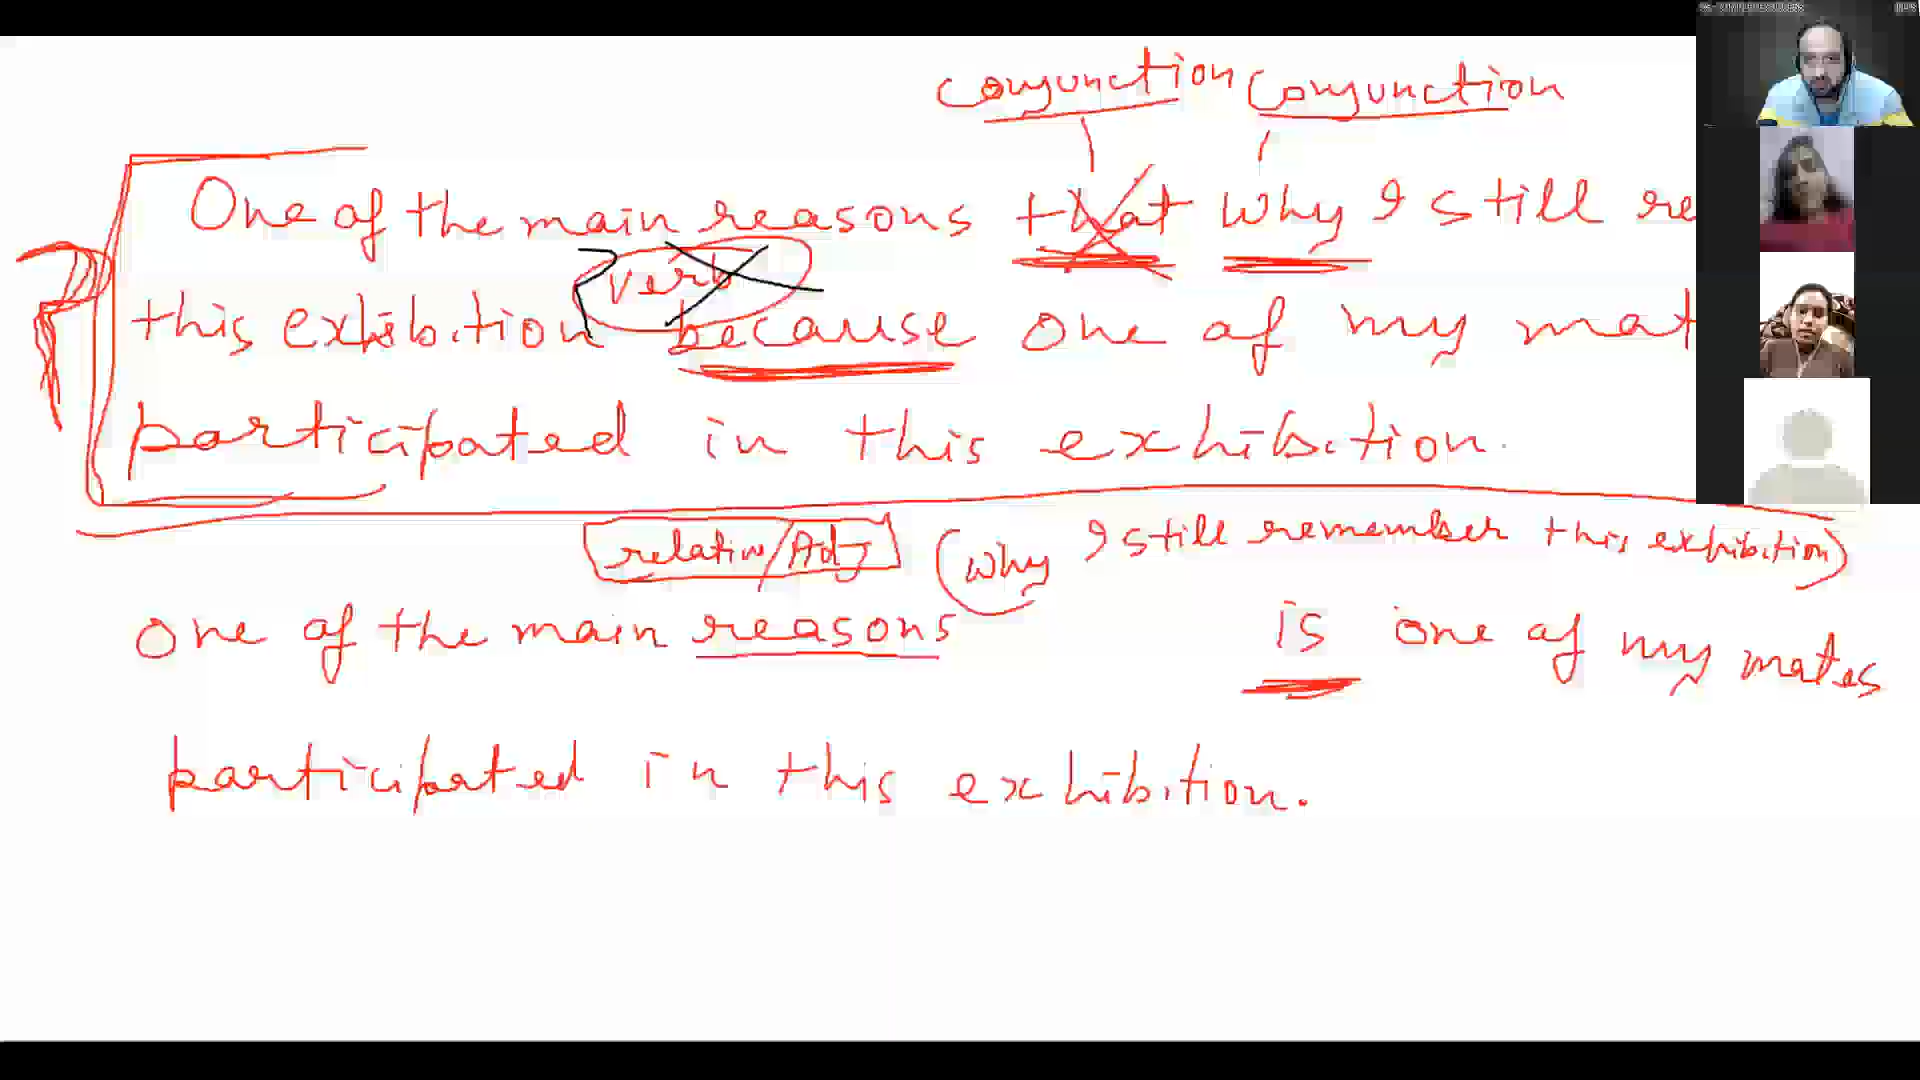 conjunction conjunction
One of the main reasons that why I still re
verb
this exhibition because one of my mat
participated in this exhibition.
relative/Adj (why I still remember this exhibition)
One of the main reasons is one of my mates
participated in this exhibition.